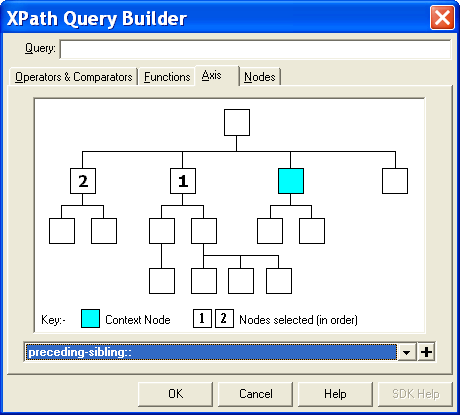 XPath Query Builder
Query:
Operators & Comparators Functions Axis Nodes
2 1
Key:- Context Node 1 2 Nodes selected (in order)
preceding-sibling::
OK Cancel Help SDK Help